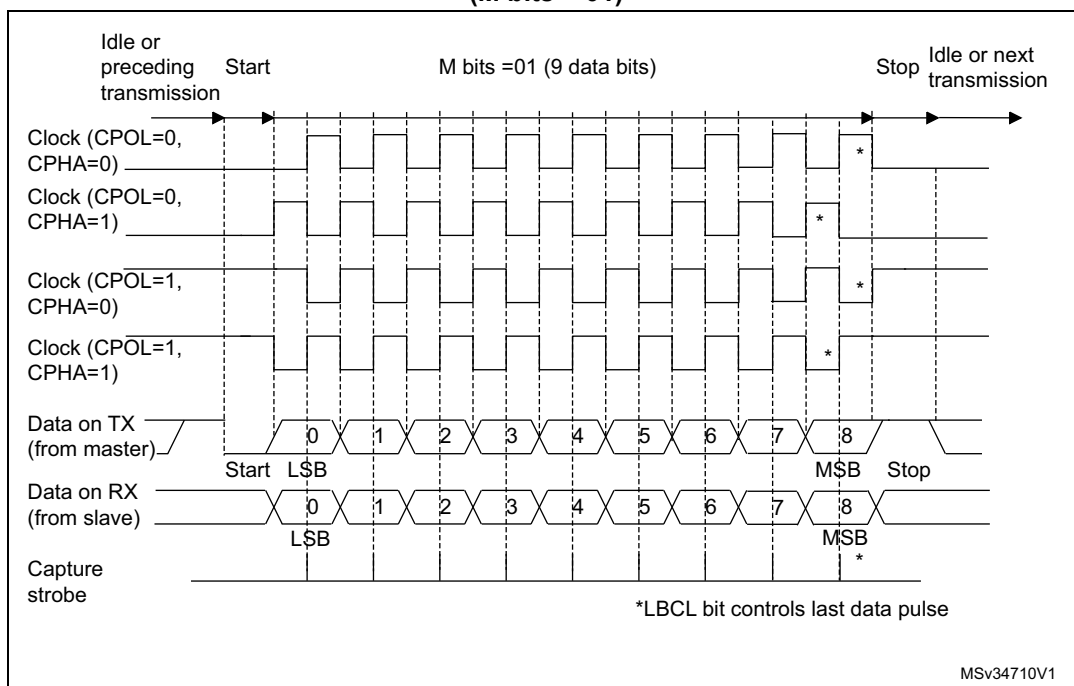 Idle or
preceding
transmission
Start
M bits =01 (9 data bits)
Stop
Idle or next
transmission
Clock (CPOL=0,
CPHA=0)
*
Clock (CPOL=0,
CPHA=1)
*
Clock (CPOL=1,
CPHA=0)
*
Clock (CPOL=1,
CPHA=1)
*
Data on TX
(from master)
0 1 2 3 4 5 6 7 8
Start LSB MSB Stop
Data on RX
(from slave)
0 1 2 3 4 5 6 7 8
LSB MSB
Capture
strobe
*
*LBCL bit controls last data pulse
MSv34710V1